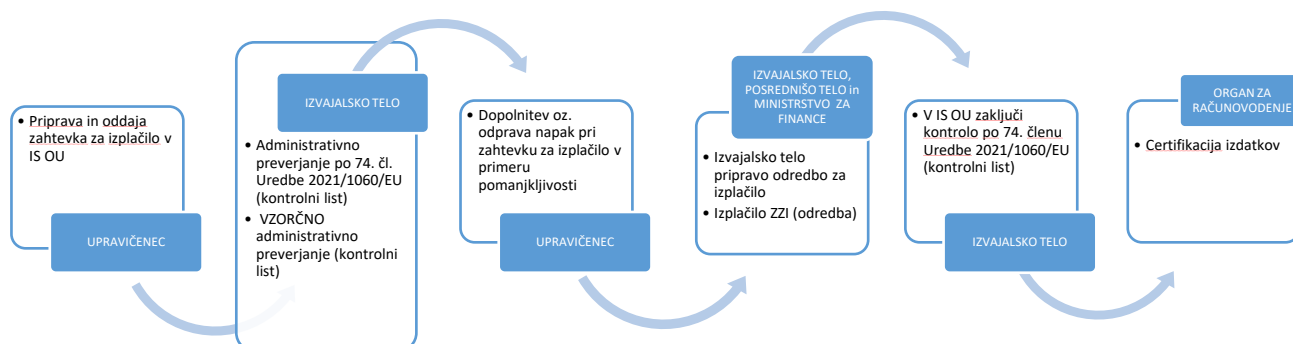 • Priprava in oddaja
zahtevka za izplačilo v
IS OU
UPRAVIČENEC
IZVAJALSKO TELO
• Administrativno
preverjanje po 74. čl.
Uredbe 2021/1060/EU
(kontrolni list)
• VZORČNO
administrativno
preverjanje (kontrolni
list)
• Dopolnitev oz.
odprava napak pri
zahtevku za izplačilo v
primeru
pomanjkljivosti
UPRAVIČENEC
IZVAJALSKO TELO,
POSREDNIŠO TELO in
MINISTRSTVO ZA
FINANCE
• Izvajalsko telo
pripravo odredbo za
izplačilo
• Izplačilo ZZI (odredba)
• V IS OU zaključi
kontrolo po 74. členu
Uredbe 2021/1060/EU
(kontrolni list)
IZVAJALSKO TELO
ORGAN ZA
RAČUNOVODENJE
• Certifikacija izdatkov